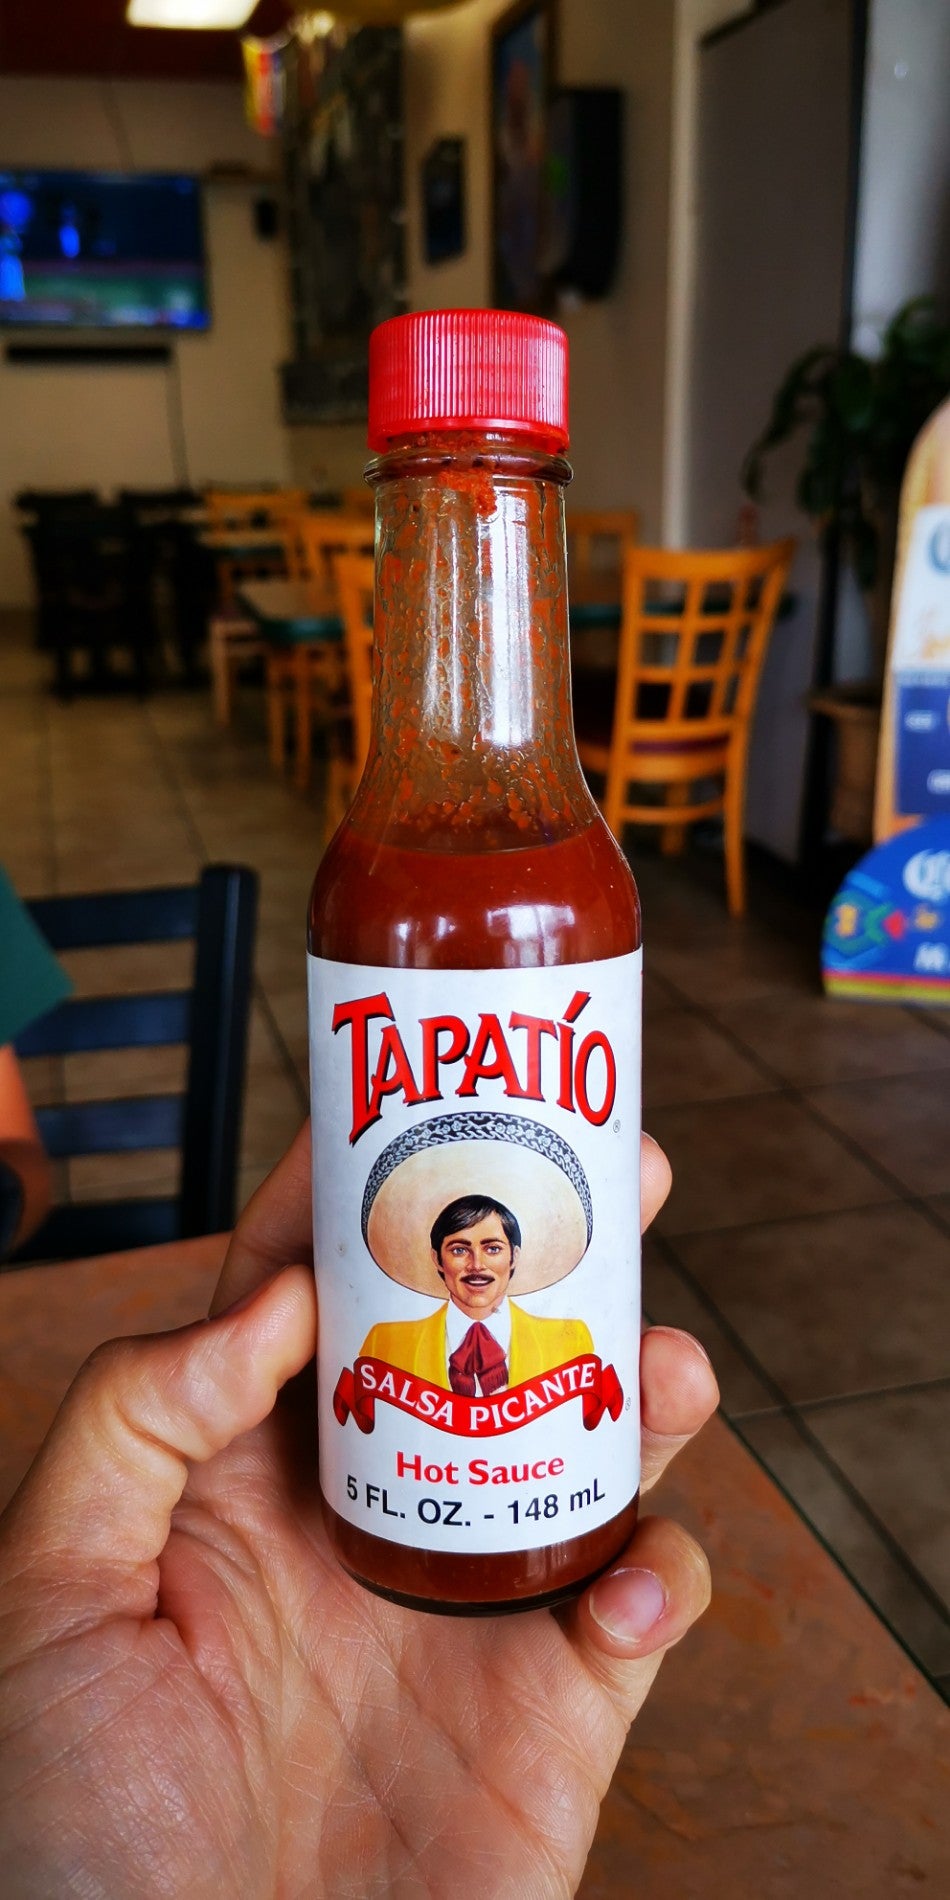 TAPATÍO
®
SALSA PICANTE
®
Hot Sauce
5 FL. OZ. - 148 mL